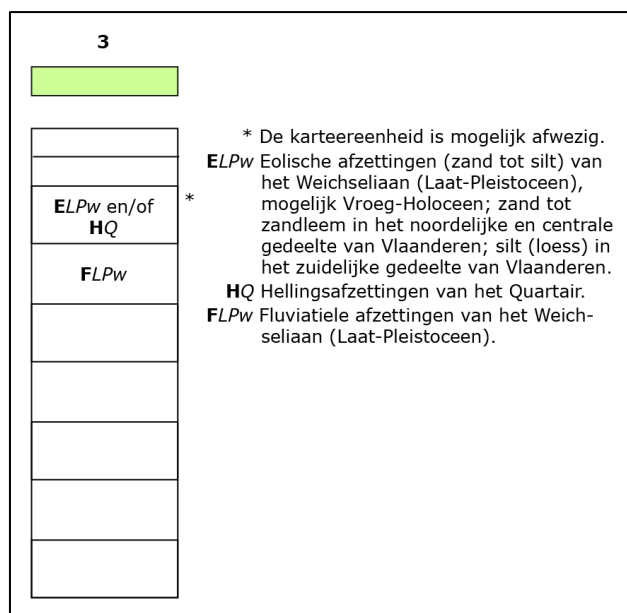 3
* De karteereenheid is mogelijk afwezig.
ELPw Eolische afzettingen (zand tot silt) van
het Weichseliaan (Laat-Pleistoceen),
mogelijk Vroeg-Holoceen; zand tot
zandleem in het noordelijke en centrale
gedeelte van Vlaanderen; silt (loess) in
het zuidelijke gedeelte van Vlaanderen.
HQ Hellingsafzettingen van het Quartair.
FLPw Fluviatiele afzettingen van het Weich-
seliaan (Laat-Pleistoceen).
ELPw en/of *
HQ
FLPw